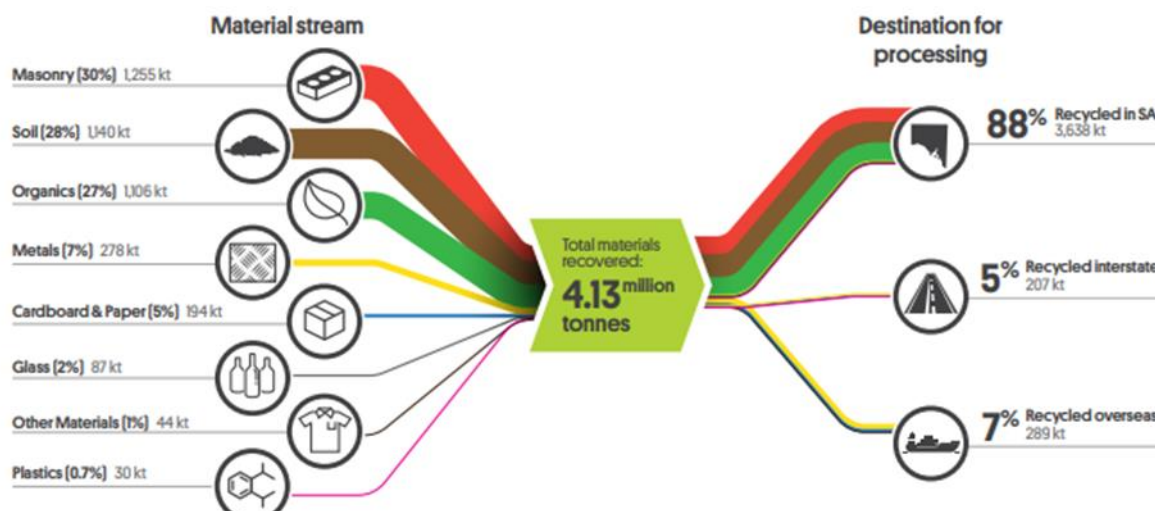 Material stream
Masonry (30%) 1,255 kt
Soil (28%) 1,140 kt
Organics (27%) 1,106 kt
Metals (7%) 278 kt
Cardboard & Paper (5%) 194 kt
Glass (2%) 87 kt
Other Materials (1%) 44 kt
Plastics (0.7%) 30 kt
Total materials
recovered:
4.13 million
tonnes
Destination for
processing
88% Recycled in SA
3,638 kt
5% Recycled interstate
207 kt
7% Recycled overseas
289 kt